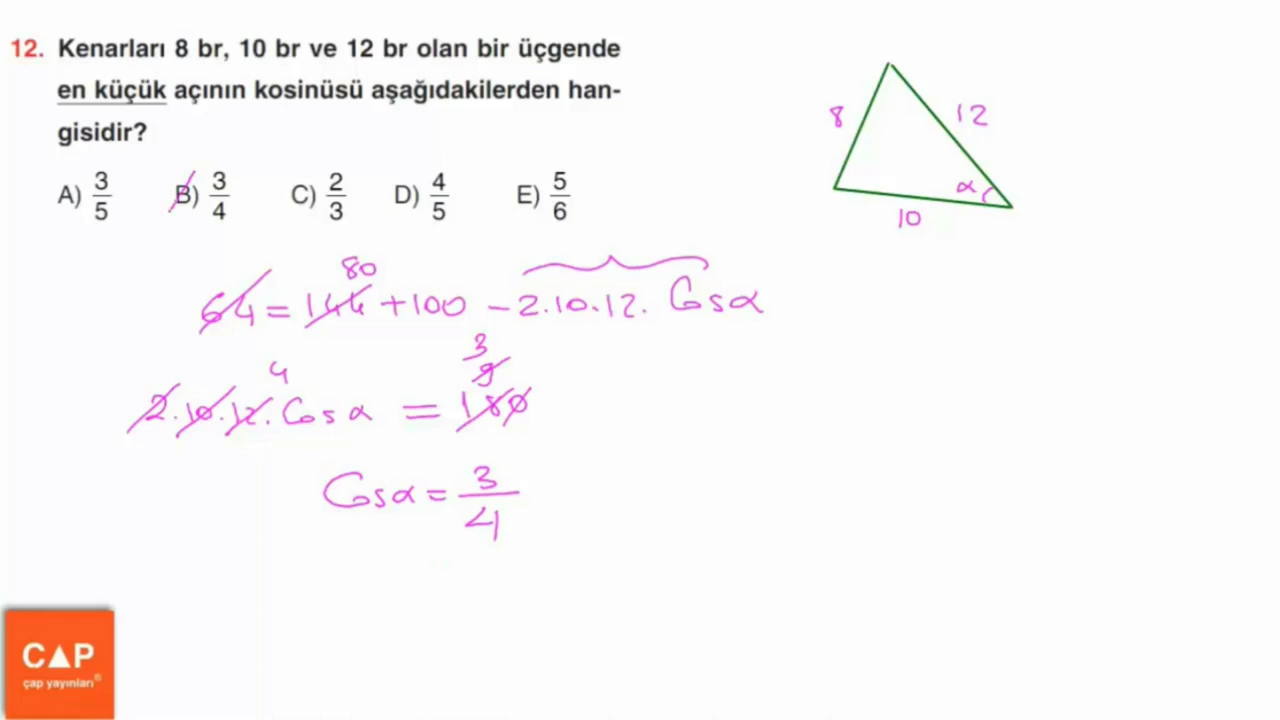 12. Kenarları 8 br, 10 br ve 12 br olan bir üçgende
en küçük açının kosinüsü aşağıdakilerden han-
gisidir?
A) 3/5 B) 3/4 C) 2/3 D) 4/5 E) 5/6
8
12
α
10
80
64 = 144 + 100 - 2.10.12. Cosα
4 3 9
2.10.12. Cosα = 180
Cosα = 3/4
CAP
çap yayınları®